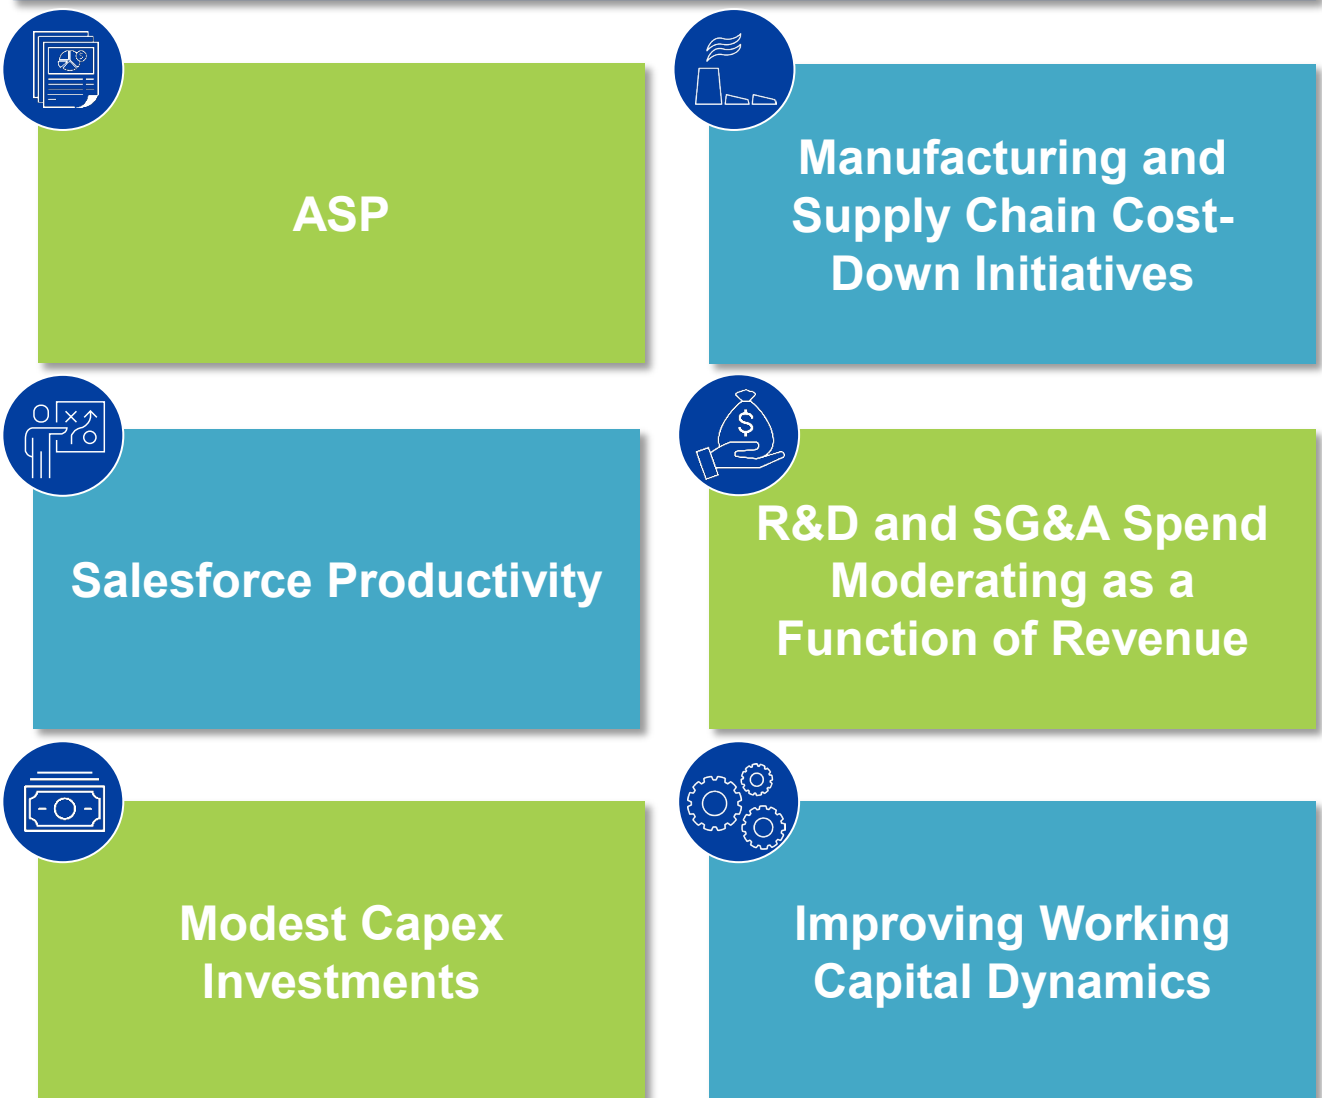 ASP
Manufacturing and
Supply Chain Cost-
Down Initiatives
Salesforce Productivity
R&D and SG&A Spend
Moderating as a
Function of Revenue
Modest Capex
Investments
Improving Working
Capital Dynamics